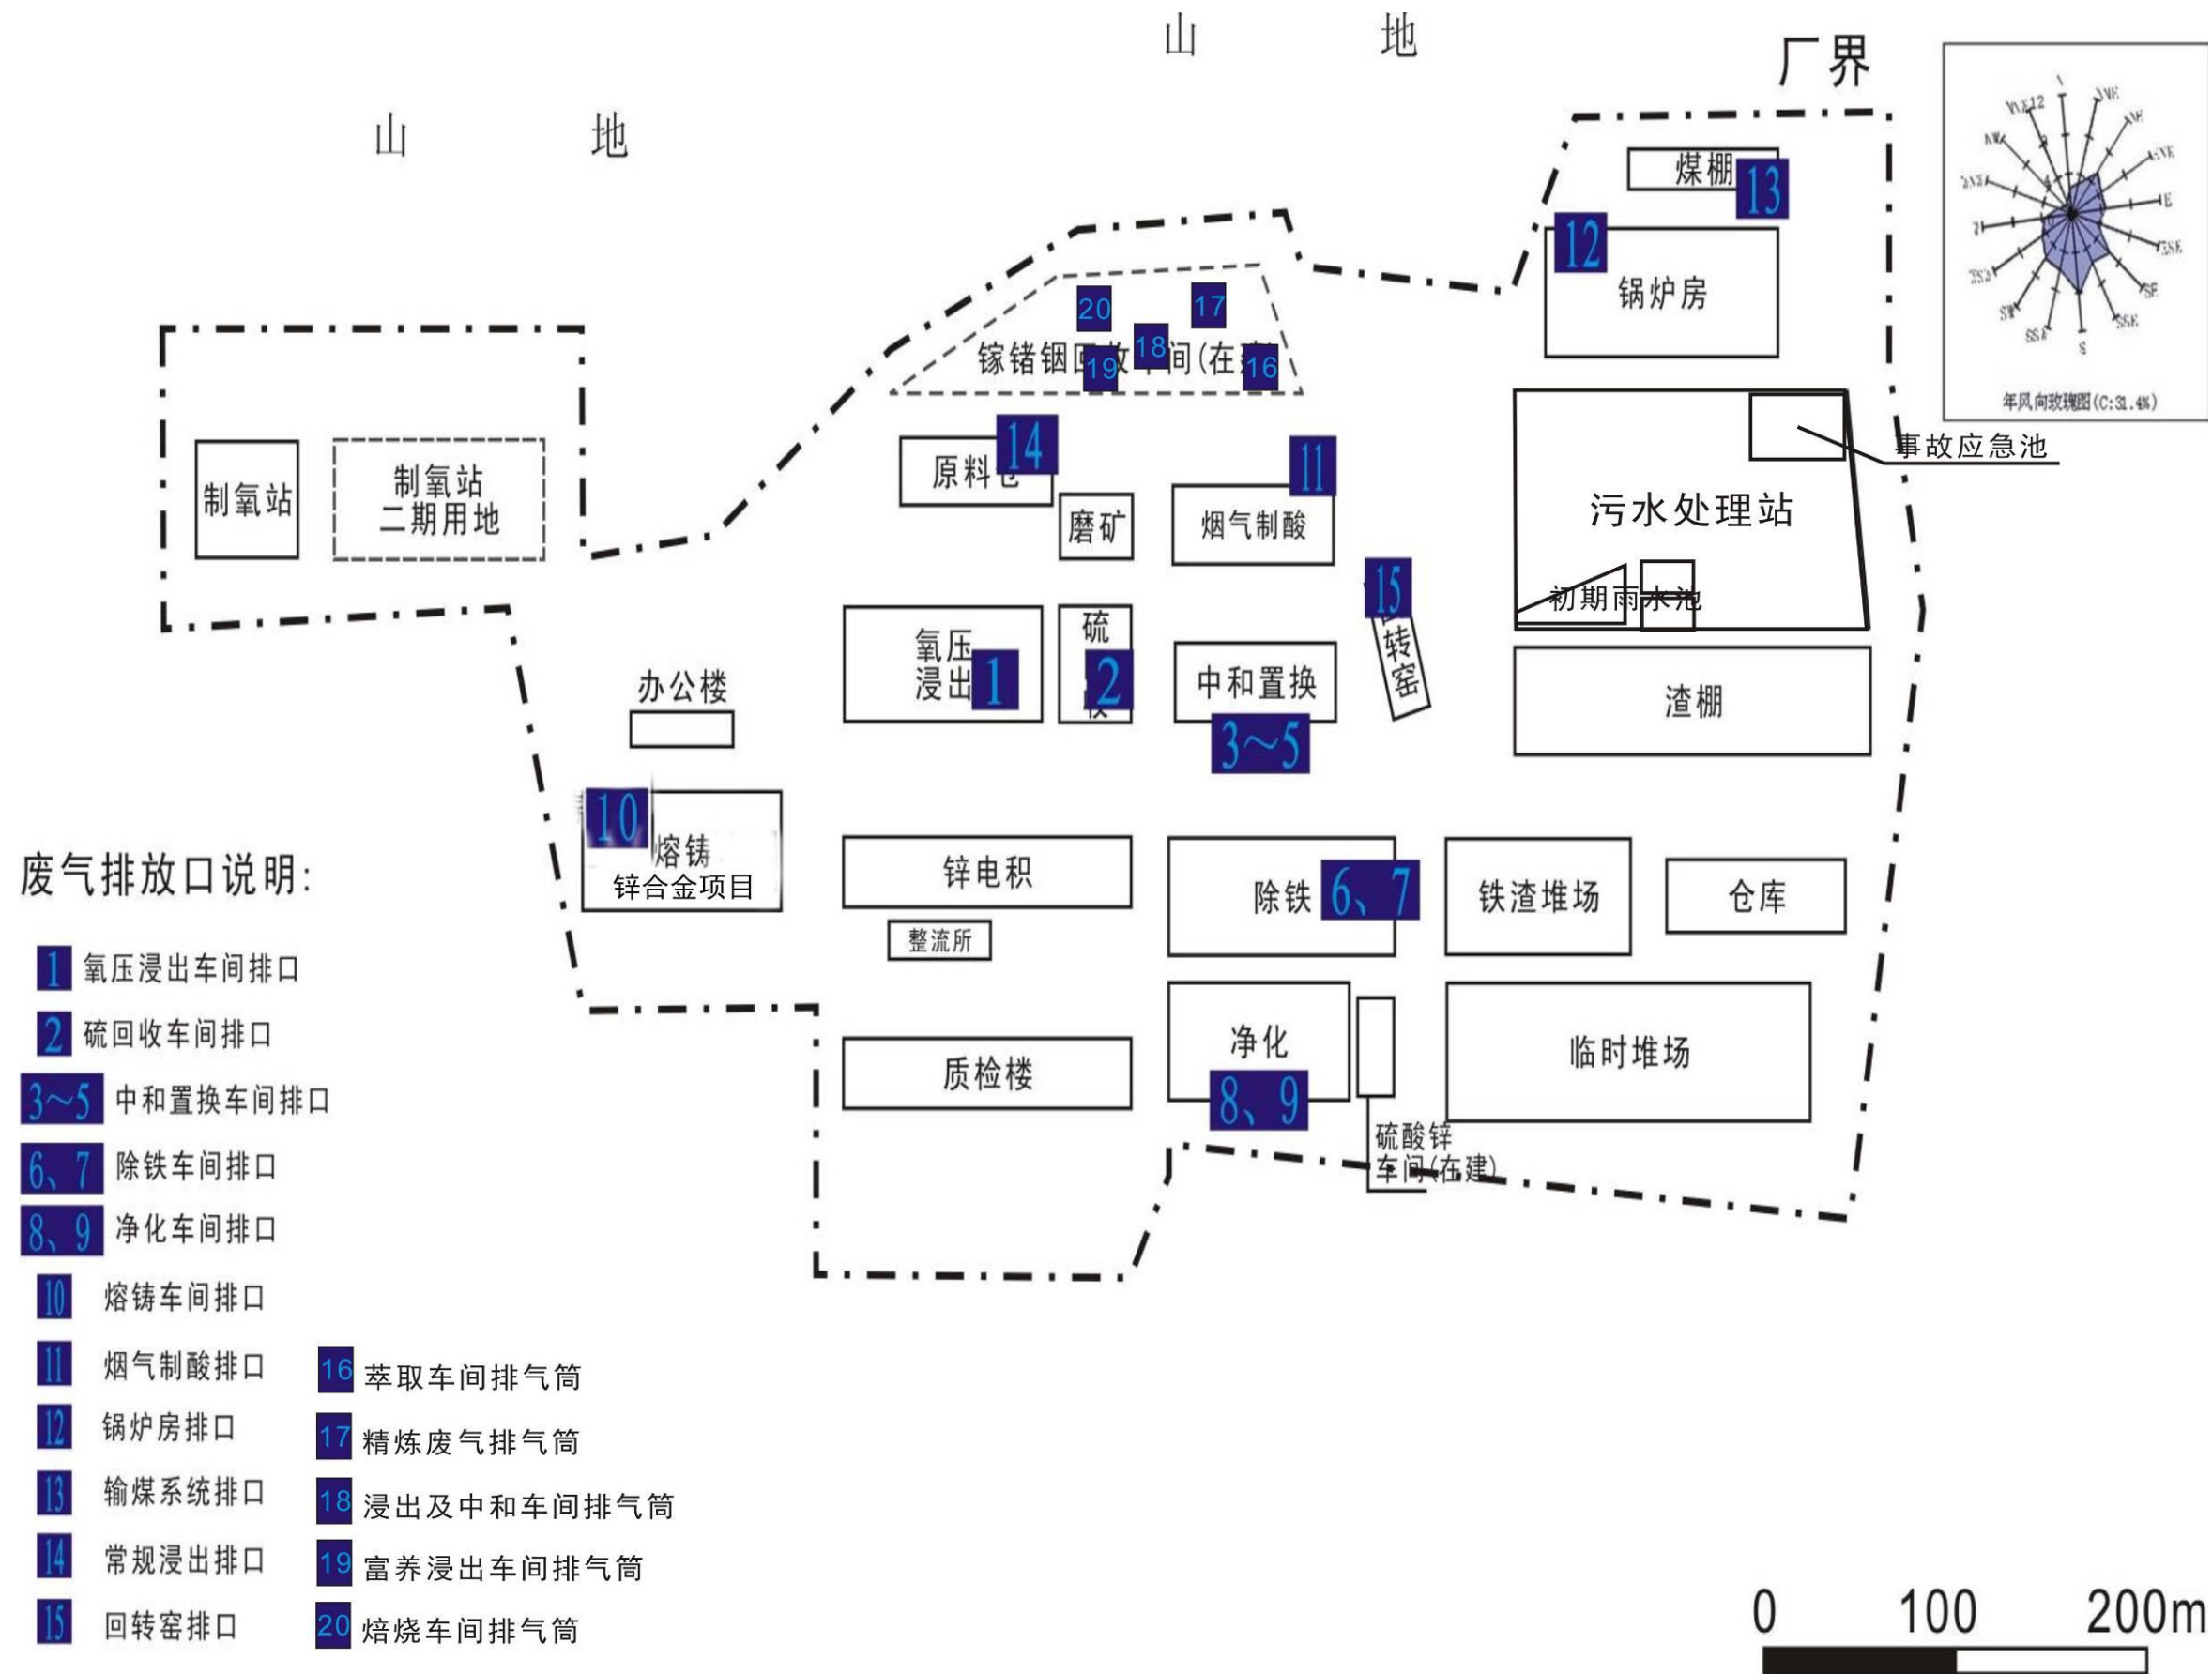 山 地
厂界
山 地
煤棚
13
12
锅炉房
20
17
18
镓锗铟
间(在
19
16
年风向玫瑰图(C:31.4%)
E
ESE
SE
SSE
S
SW
事故应急池
14
原料
11
制氧站
制氧站
二期用地
磨矿
烟气制酸
污水处理站
15
转窑
初期雨水池
氧压
浸出
1
硫
2
中和置换
3～5
渣棚
办公楼
10
熔铸
锌合金项目
锌电积
除铁
6、7
铁渣堆场
仓库
整流所
净化
8、9
质检楼
临时堆场
硫酸锌
车间(在建)
废气排放口说明:
1 氧压浸出车间排口
2 硫回收车间排口
3～5 中和置换车间排口
6、7 除铁车间排口
8、9 净化车间排口
10 熔铸车间排口
11 烟气制酸排口
12 锅炉房排口
13 输煤系统排口
14 常规浸出排口
15 回转窑排口
16 萃取车间排气筒
17 精炼废气排气筒
18 浸出及中和车间排气筒
19 富养浸出车间排气筒
20 焙烧车间排气筒
0 100 200m